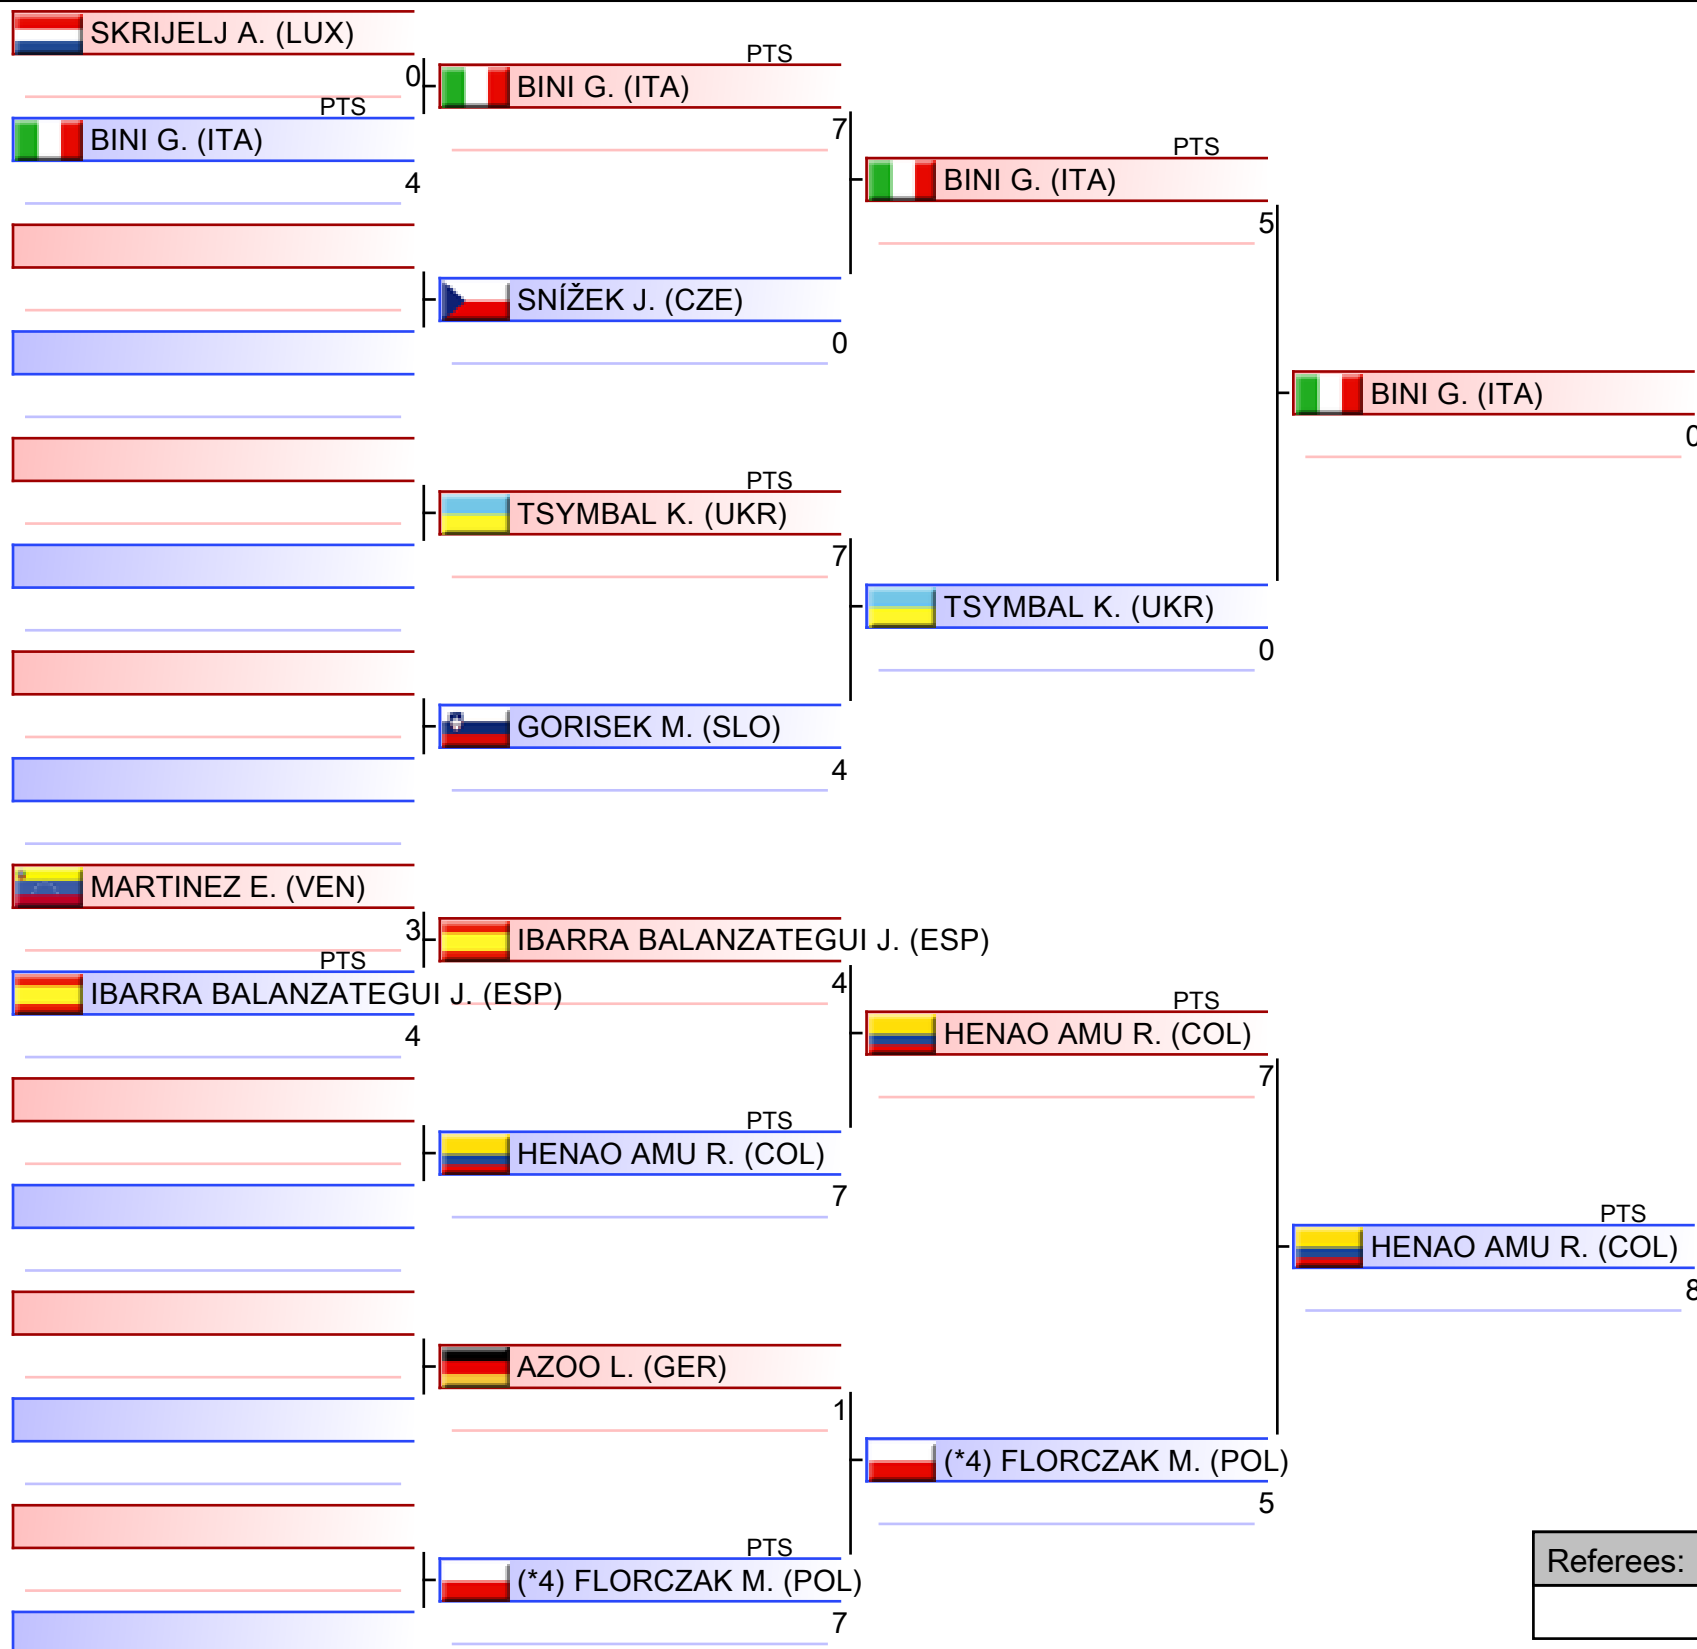 SKRIJELJ A. (LUX)
0
PTS
BINI G. (ITA)
4
MARTINEZ E. (VEN)
3
PTS
IBARRA BALANZATEGUI J. (ESP)
4
PTS
BINI G. (ITA)
7
SNÍŽEK J. (CZE)
0
PTS
TSYMBAL K. (UKR)
7
GORISEK M. (SLO)
4
IBARRA BALANZATEGUI J. (ESP)
4
PTS
HENAO AMU R. (COL)
7
AZOO L. (GER)
1
PTS
(*4) FLORCZAK M. (POL)
7
PTS
BINI G. (ITA)
5
TSYMBAL K. (UKR)
0
PTS
HENAO AMU R. (COL)
7
(*4) FLORCZAK M. (POL)
5
BINI G. (ITA)
0
PTS
HENAO AMU R. (COL)
8
Referees: